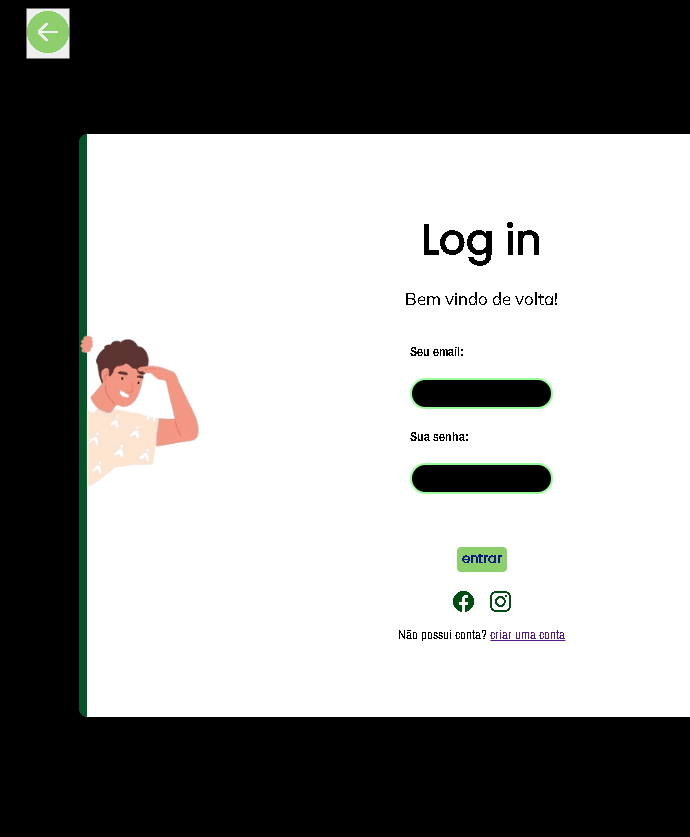 Log in
Bem vindo de volta!
Seu email:
Sua senha:
entrar
Não possui conta? criar uma conta